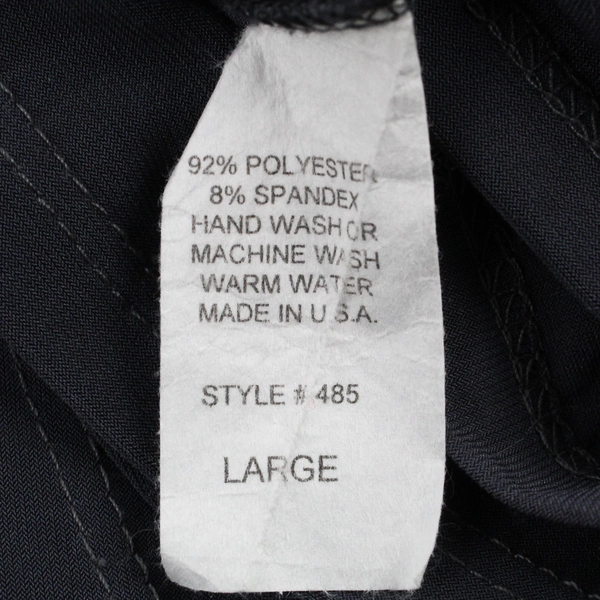 92% POLYESTER
8% SPANDEX
HAND WASH OR
MACHINE WASH
WARM WATER
MADE IN U.S.A.
STYLE # 485
LARGE